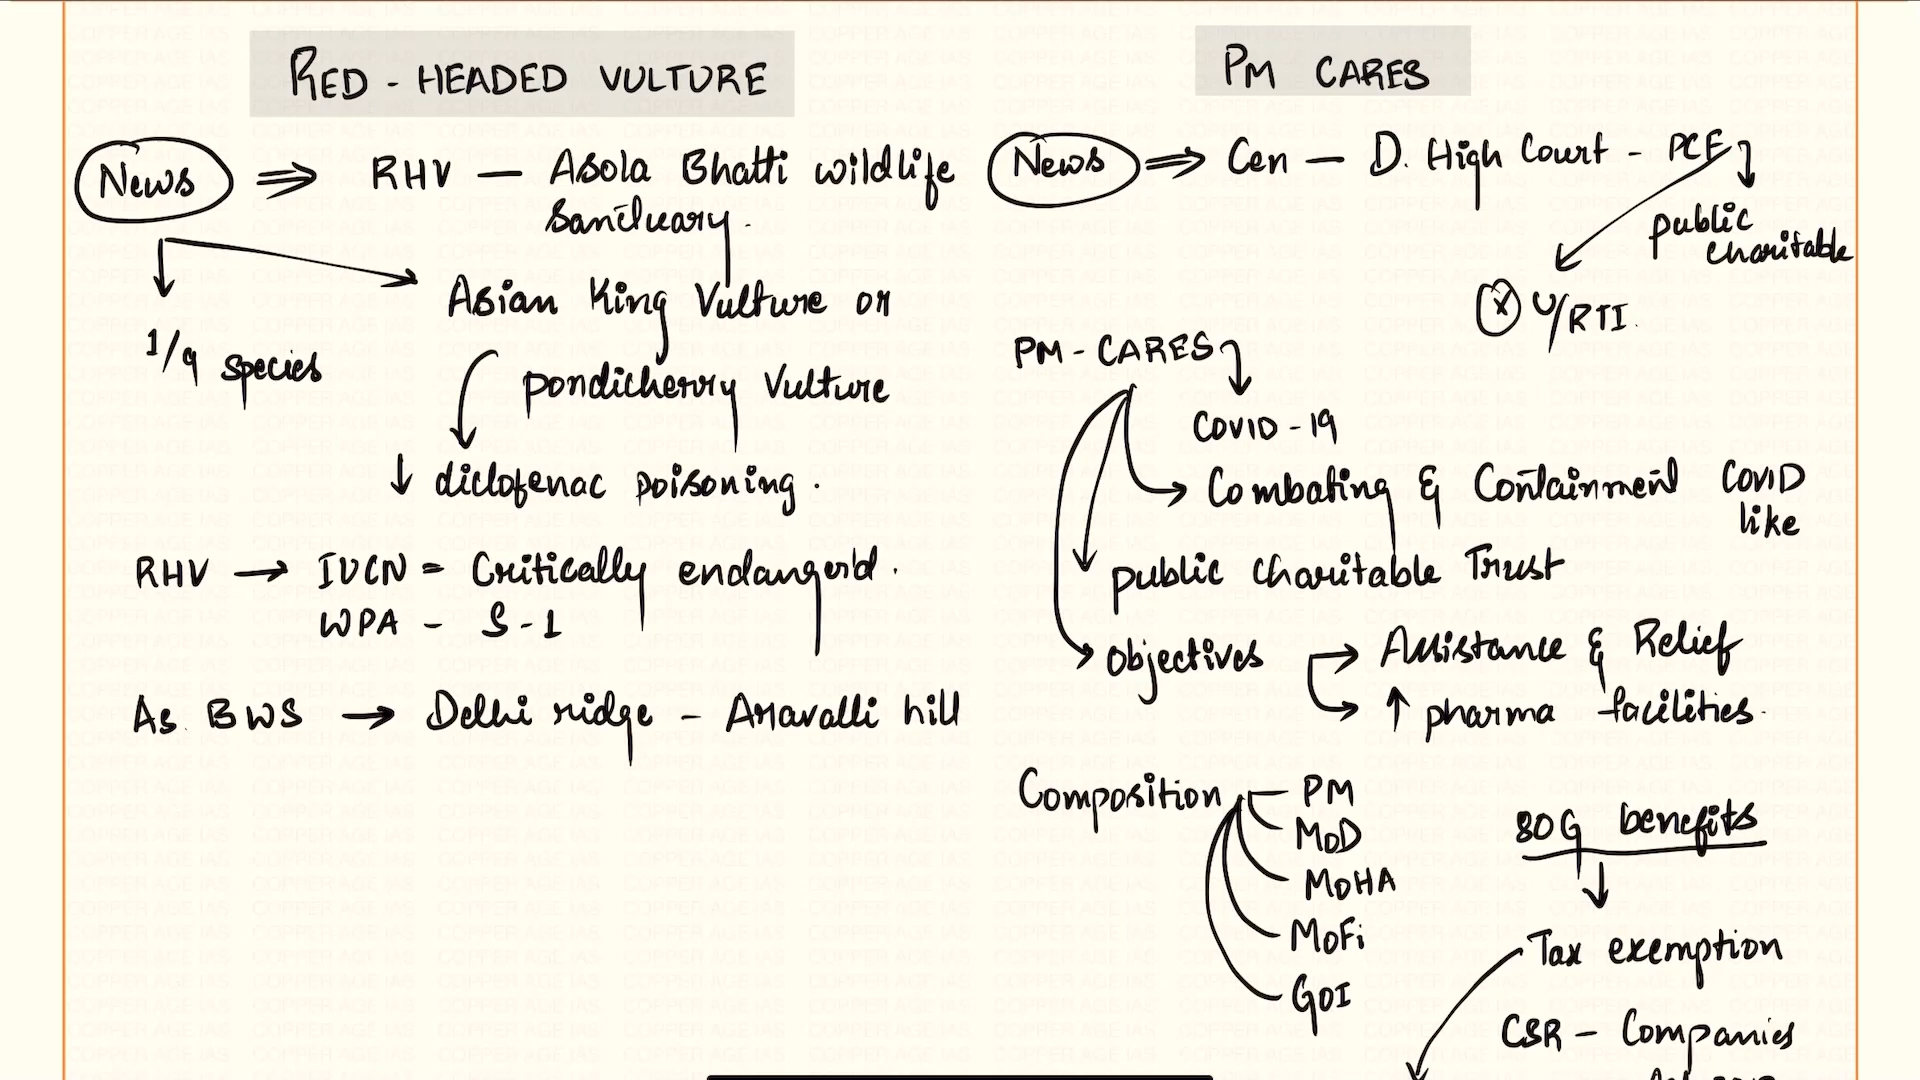 RED - HEADED VULTURE
News ⇒ RHV — Asola Bhatti wildlife
Sanctuary.
Asian King Vulture or
1/9 species
pondicherry Vulture
↓ diclofenac poisoning.
RHV → IUCN = Critically endanger'd.
WPA - S-1
As. BWS → Delhi ridge - Aravalli hill
PM CARES
News ⇒ Cen — D. High Court - PCF
public
charitable
X U/RTI.
PM-CARES
COVID-19
Combating & Containment COVID
like
public charitable Trust
Objectives → Assistance & Relief
↑ pharma facilities.
Composition PM
MoD
MoHA
MoFi
GOI
80G benefits
Tax exemption
CSR - Companies